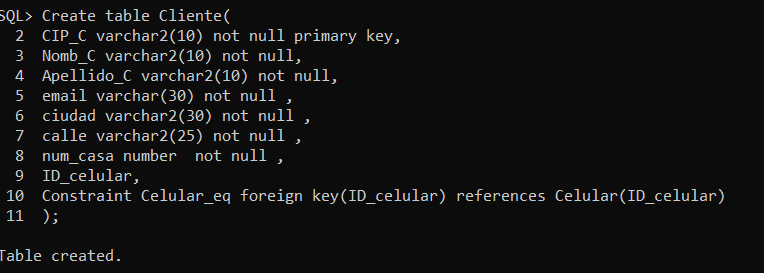 SQL> Create table Cliente(
2 CIP_C varchar2(10) not null primary key,
3 Nomb_C varchar2(10) not null,
4 Apellido_C varchar2(10) not null,
5 email varchar(30) not null ,
6 ciudad varchar2(30) not null ,
7 calle varchar2(25) not null ,
8 num_casa number  not null ,
9 ID_celular,
10 Constraint Celular_eq foreign key(ID_celular) references Celular(ID_celular)
11 );
Table created.